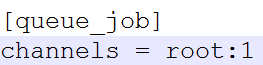 [queue_job]
channels = root:1